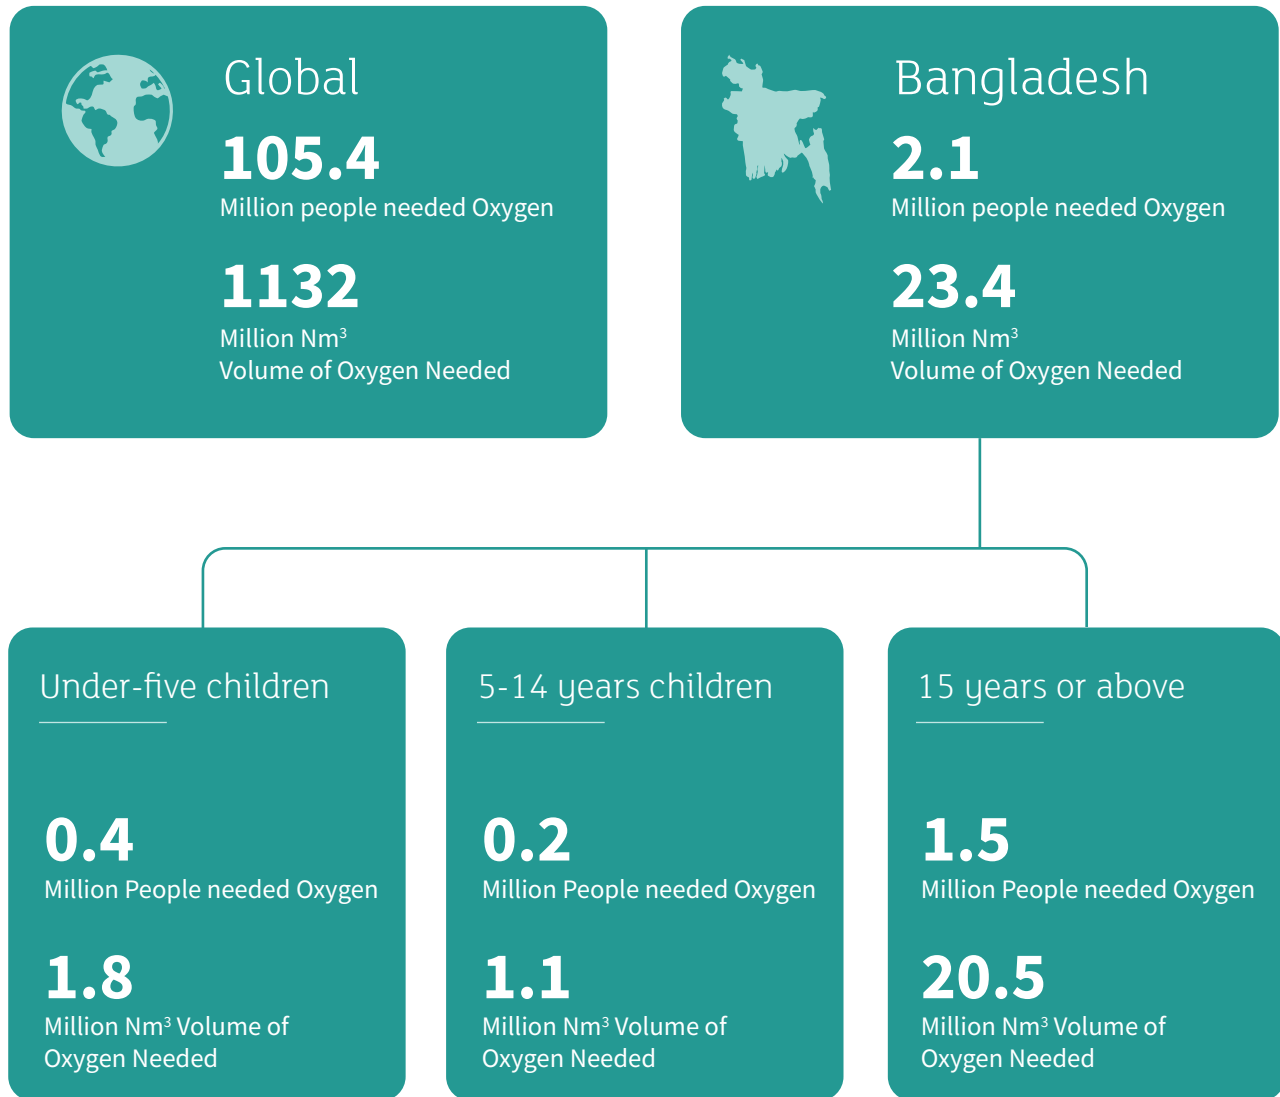 Global
105.4
Million people needed Oxygen
1132
Million Nm³
Volume of Oxygen Needed
Bangladesh
2.1
Million people needed Oxygen
23.4
Million Nm³
Volume of Oxygen Needed
Under-five children
0.4
Million People needed Oxygen
1.8
Million Nm³ Volume of
Oxygen Needed
5-14 years children
0.2
Million People needed Oxygen
1.1
Million Nm³ Volume of
Oxygen Needed
15 years or above
1.5
Million People needed Oxygen
20.5
Million Nm³ Volume of
Oxygen Needed